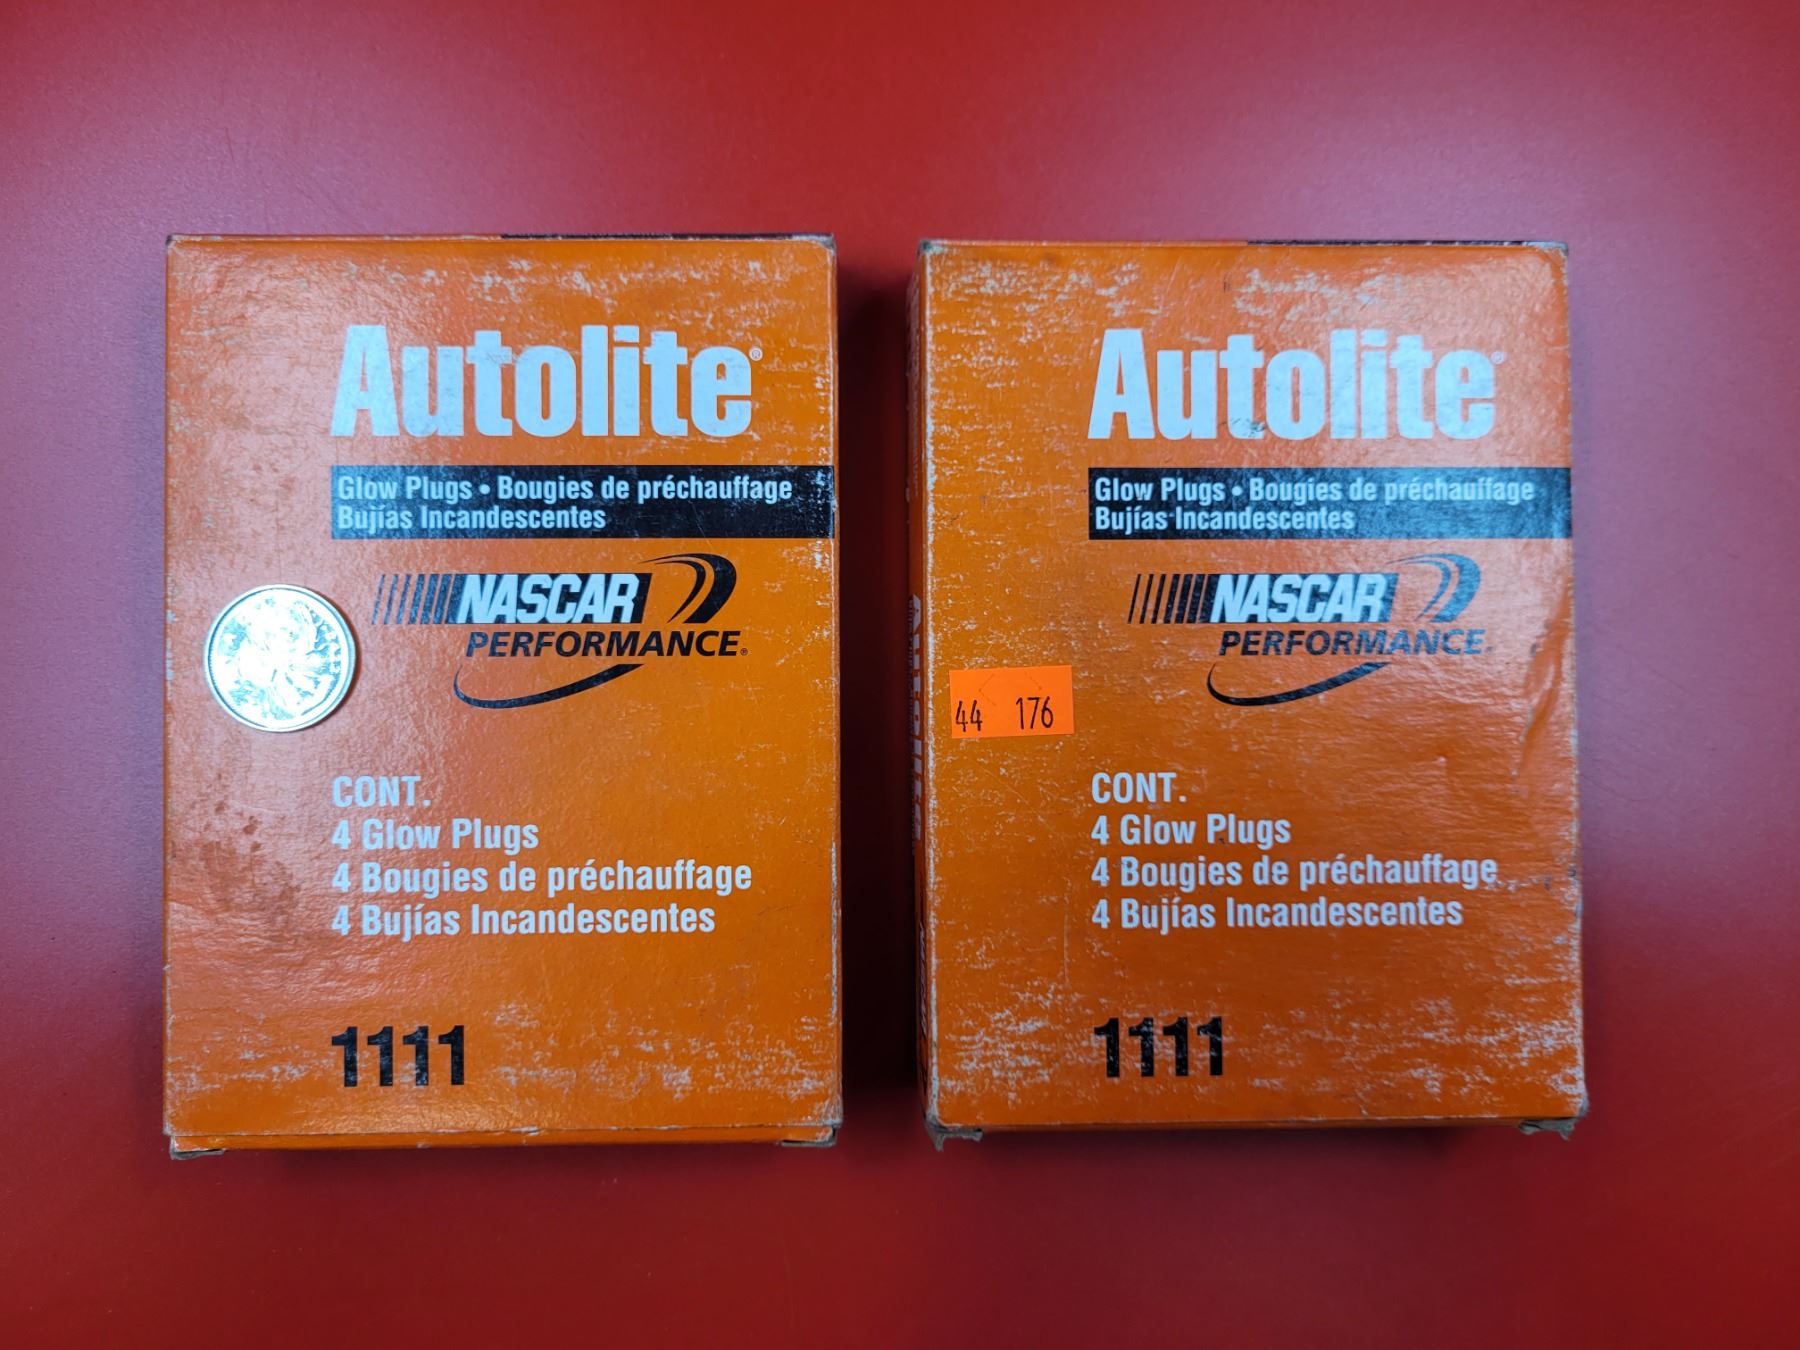 Autolite®
Glow Plugs • Bougies de préchauffage
Bujías Incandescentes
NASCAR
PERFORMANCE®
CONT.
4 Glow Plugs
4 Bougies de préchauffage
4 Bujías Incandescentes
1111
Autolite®
Glow Plugs • Bougies de préchauffage
Bujías Incandescentes
NASCAR
PERFORMANCE®
44 176
CONT.
4 Glow Plugs
4 Bougies de préchauffage
4 Bujías Incandescentes
1111